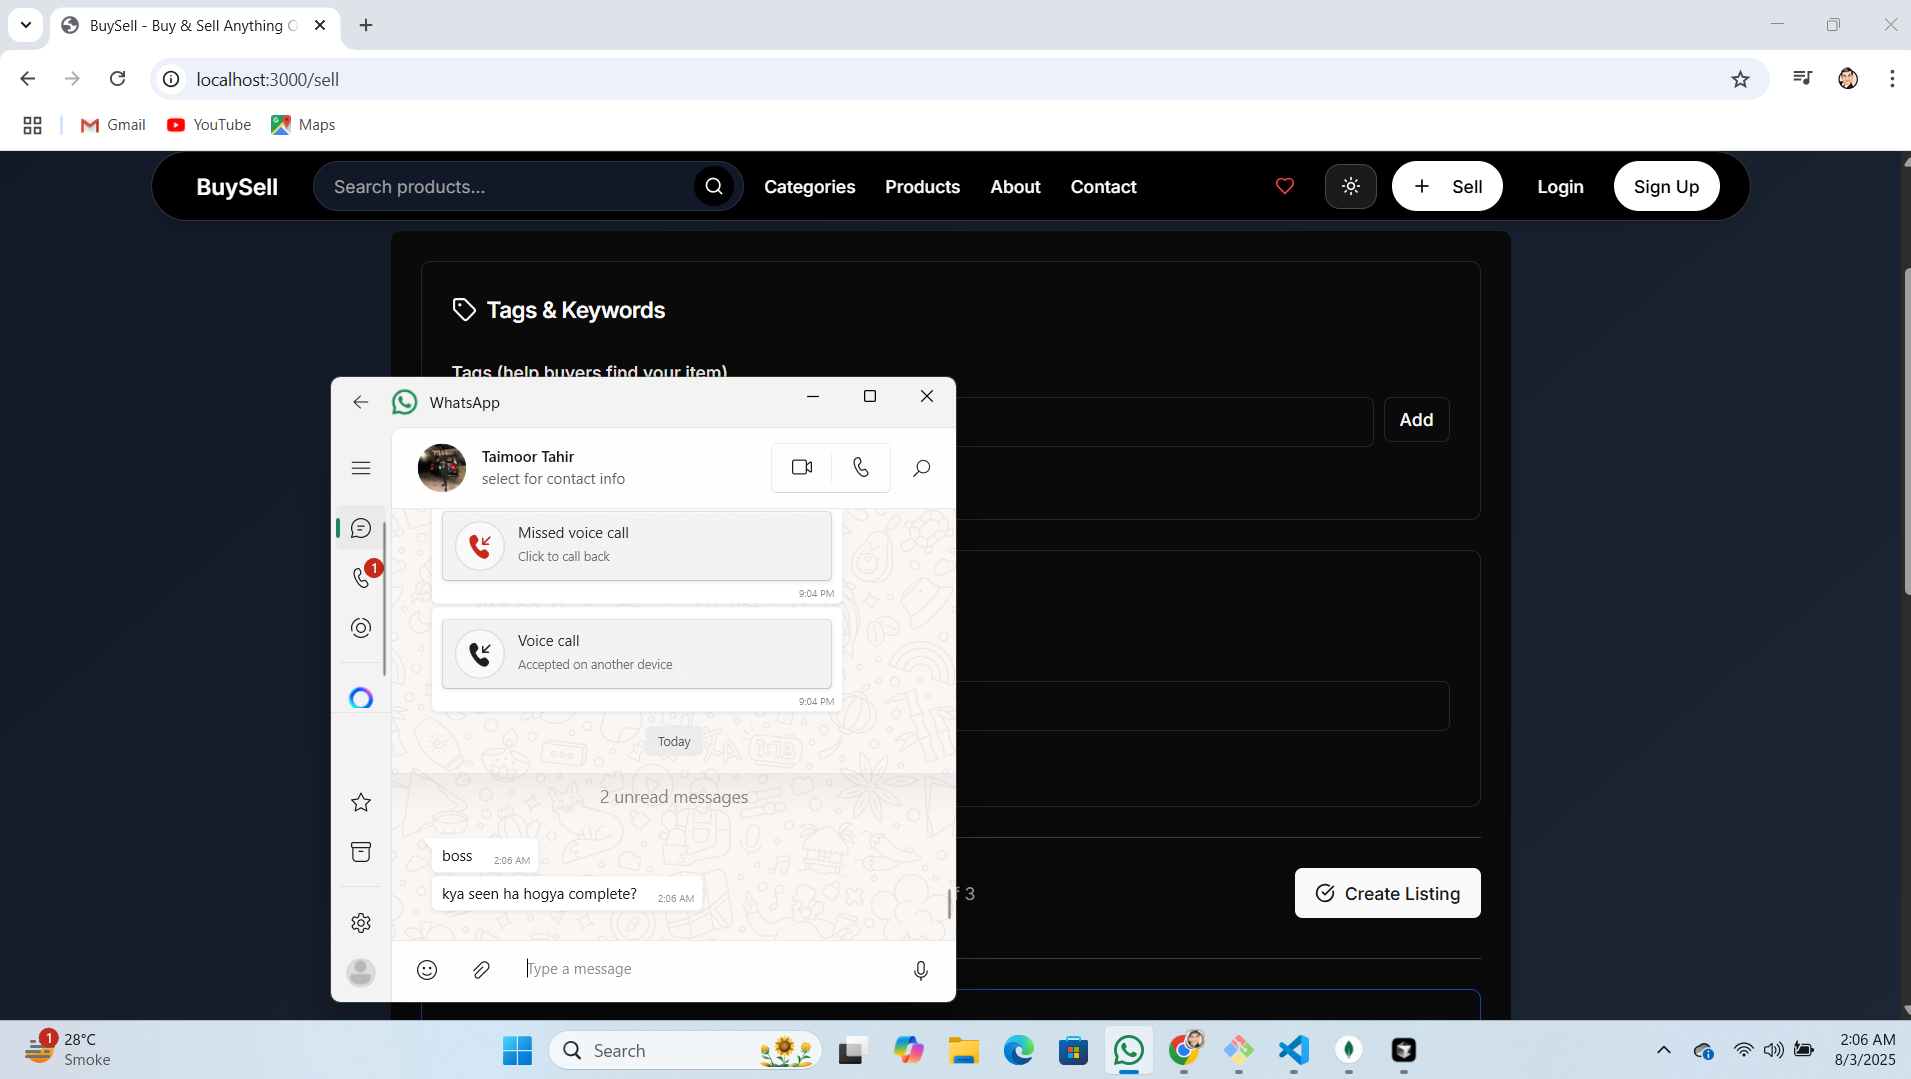 BuySell - Buy & Sell Anything O
localhost:3000/sell
Gmail YouTube Maps
BuySell Search products... Categories Products About Contact Sell Login Sign Up
Tags & Keywords
Tags (help buyers find your item)
Add
WhatsApp
Taimoor Tahir
select for contact info
Missed voice call
Click to call back
9:04 PM
1
Voice call
Accepted on another device
9:04 PM
Today
2 unread messages
boss 2:06 AM
kya seen ha hogya complete? 2:06 AM
f 3
Create Listing
Type a message
1
28°C
Smoke
Search
2:06 AM
8/3/2025